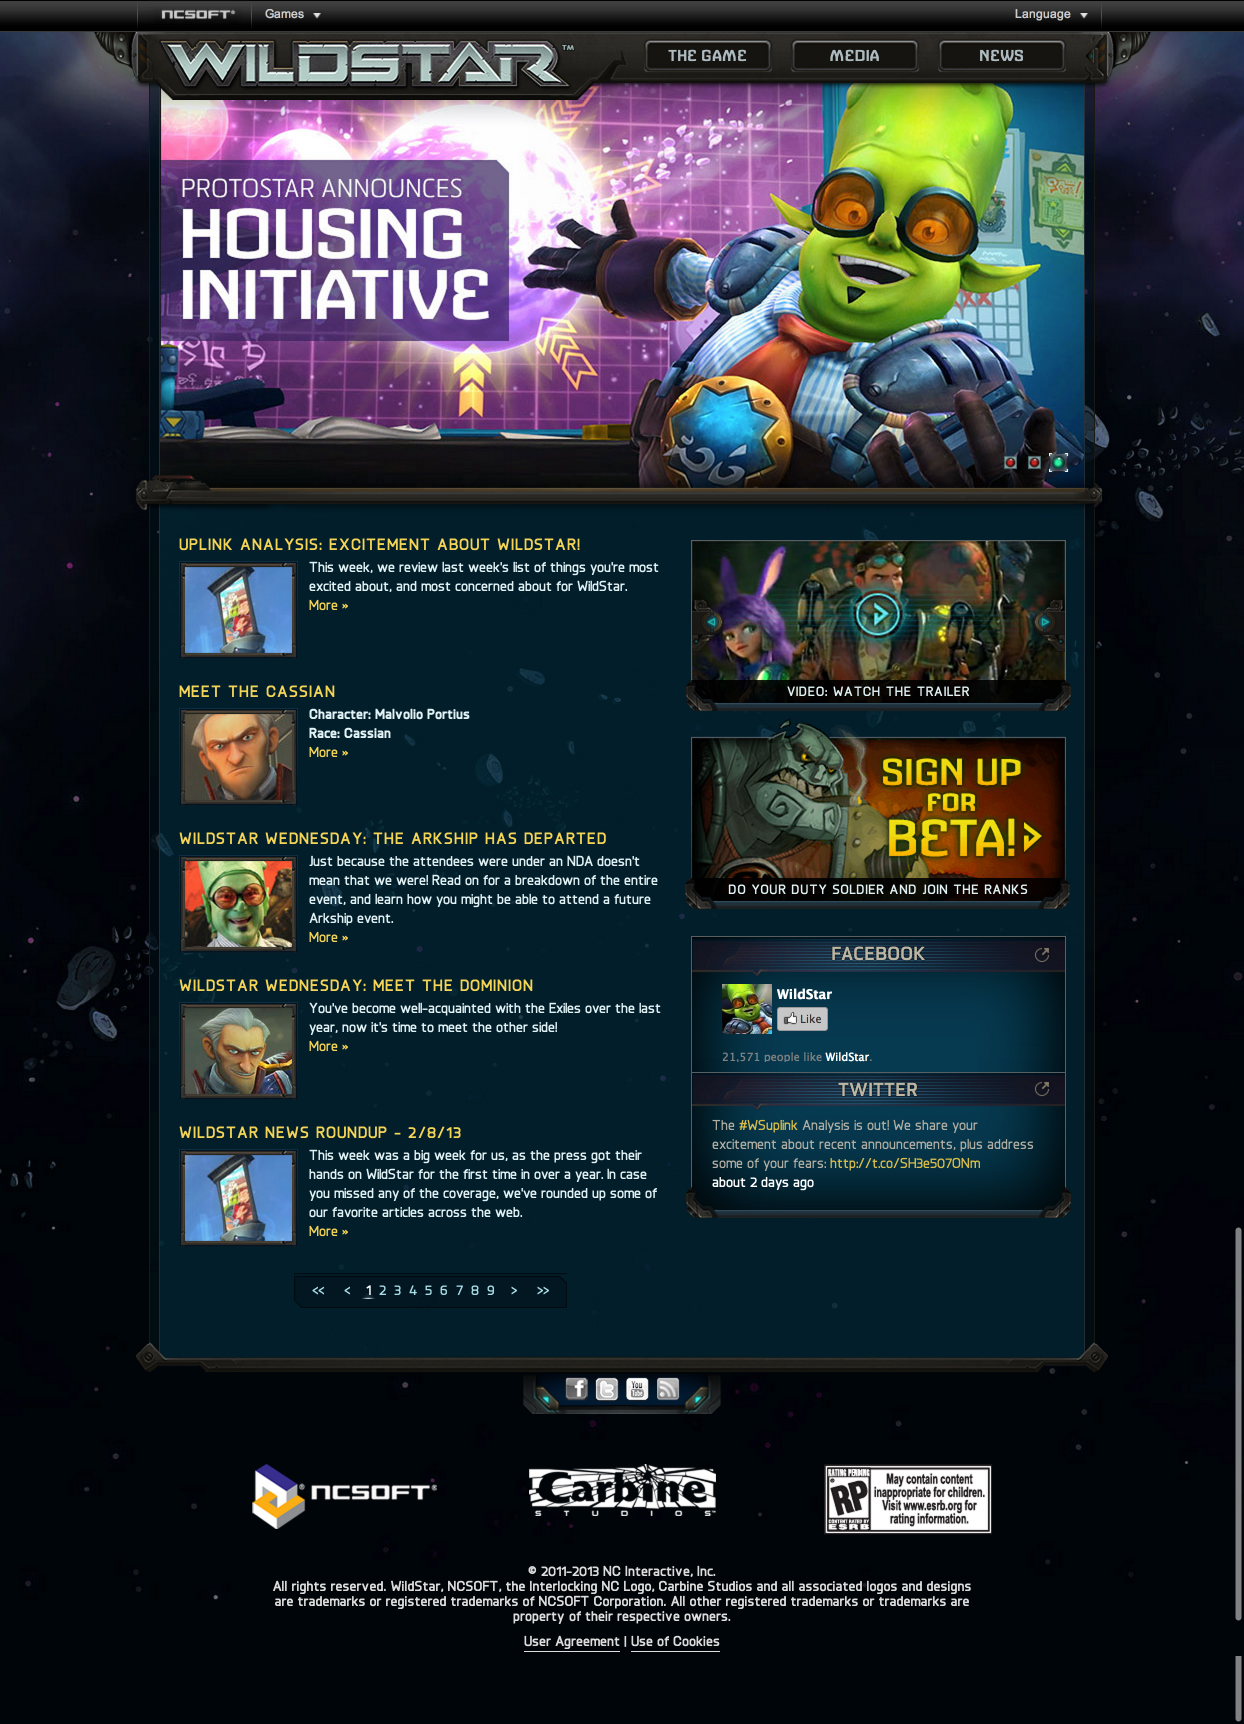 NCSOFT® Games Language
WILDSTAR™
THE GAME MEDIA NEWS
PROTOSTAR ANNOUNCES
HOUSING
INITIATIVE
UPLINK ANALYSIS: EXCITEMENT ABOUT WILDSTAR!
This week, we review last week's list of things you're most
excited about, and most concerned about for WildStar.
More »
MEET THE CASSIAN
Character: Malvolio Portius
Race: Cassian
More »
WILDSTAR WEDNESDAY: THE ARKSHIP HAS DEPARTED
Just because the attendees were under an NDA doesn't
mean that we were! Read on for a breakdown of the entire
event, and learn how you might be able to attend a future
Arkship event.
More »
WILDSTAR WEDNESDAY: MEET THE DOMINION
You've become well-acquainted with the Exiles over the last
year, now it's time to meet the other side!
More »
WILDSTAR NEWS ROUNDUP - 2/8/13
This week was a big week for us, as the press got their
hands on WildStar for the first time in over a year. In case
you missed any of the coverage, we've rounded up some of
our favorite articles across the web.
More »
<< < 1 2 3 4 5 6 7 8 9 > >>
VIDEO: WATCH THE TRAILER
SIGN UP
FOR
BETA!>
DO YOUR DUTY SOLDIER AND JOIN THE RANKS
FACEBOOK
WildStar
Like
21,571 people like WildStar.
TWITTER
The #WSuplink Analysis is out! We share your
excitement about recent announcements, plus address
some of your fears: http://t.co/SH3e507ONm
about 2 days ago
f t You Tube
NCSOFT®
Carbine
STUDIOS™
RATING PENDING
RP
CONTENT RATED BY
ESRB
May contain content
inappropriate for children.
Visit www.esrb.org for
rating information.
© 2011-2013 NC Interactive, Inc.
All rights reserved. WildStar, NCSOFT, the Interlocking NC Logo, Carbine Studios and all associated logos and designs
are trademarks or registered trademarks of NCSOFT Corporation. All other registered trademarks or trademarks are
property of their respective owners.
User Agreement | Use of Cookies